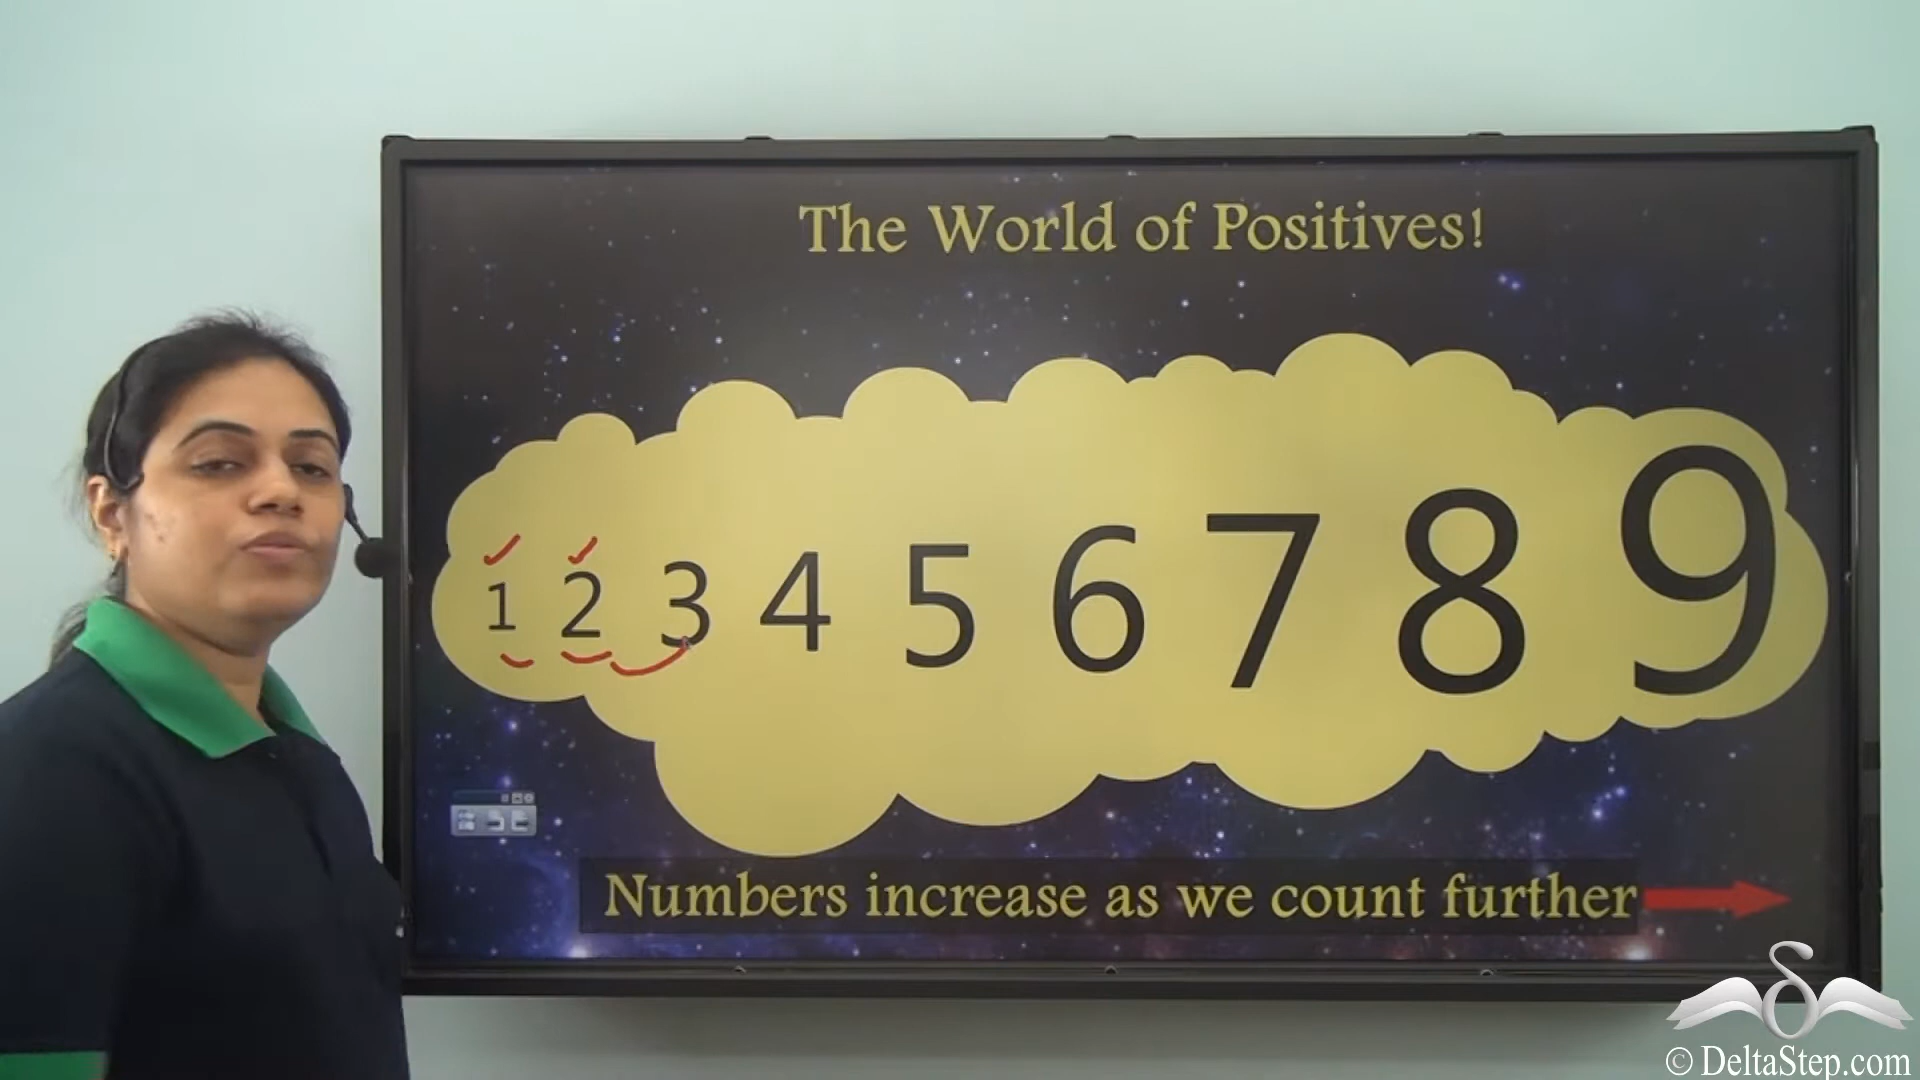 The World of Positives!
1 2 3 4 5 6 7 8 9
Numbers increase as we count further
© DeltaStep.com